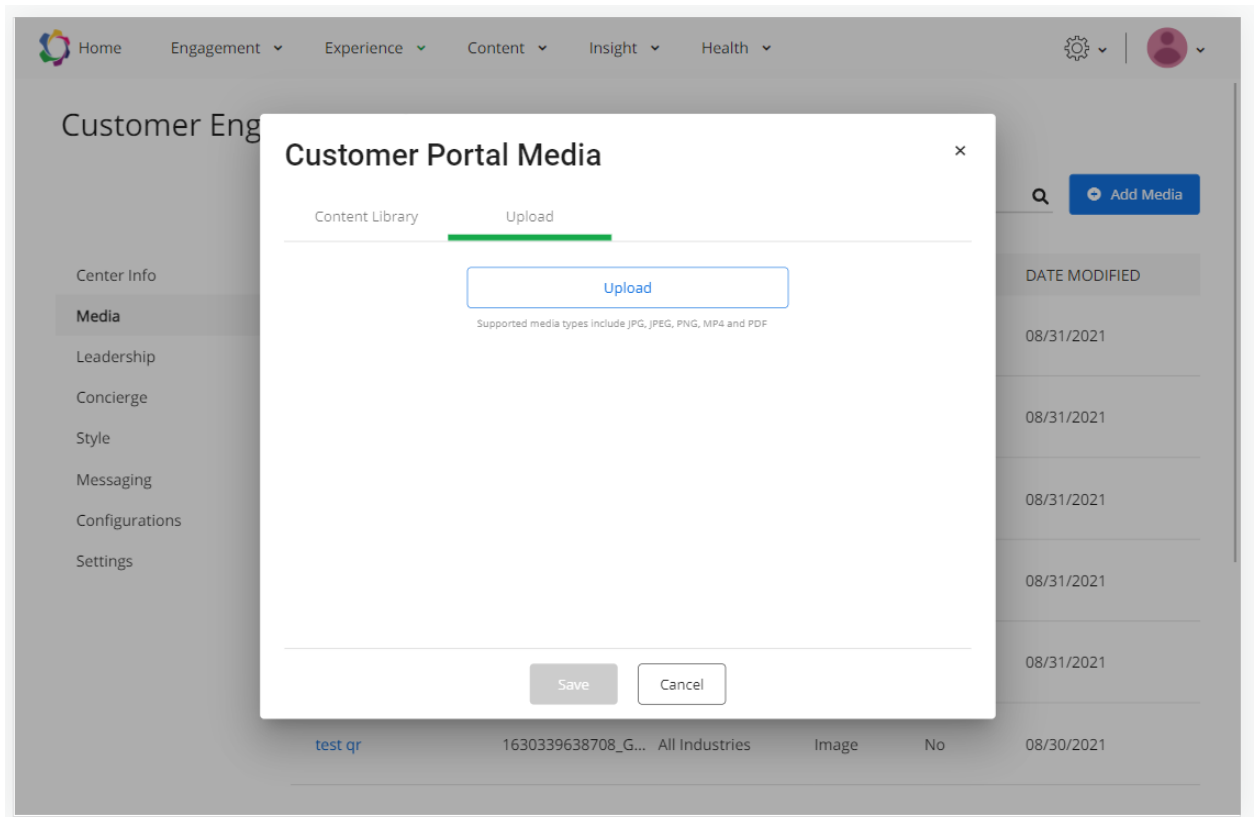 Home Engagement Experience Content Insight Health
Customer Eng
Customer Portal Media
Add Media
Content Library Upload
Center Info
Media
Leadership
Concierge
Style
Messaging
Configurations
Settings
Upload
Supported media types include JPG, JPEG, PNG, MP4 and PDF
DATE MODIFIED
08/31/2021
08/31/2021
08/31/2021
08/31/2021
08/31/2021
Save Cancel
test qr 1630339638708_G... All Industries Image No 08/30/2021